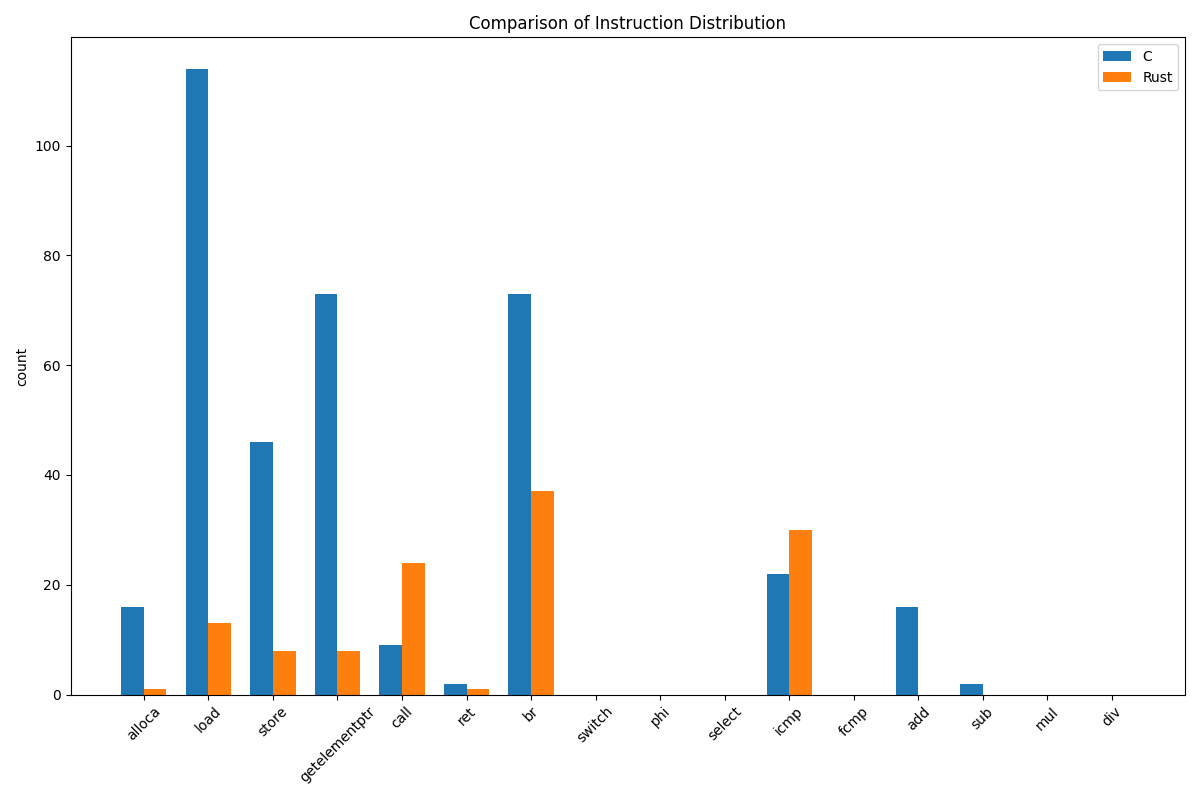 Comparison of Instruction Distribution
C
Rust
count
100
80
60
40
20
0
alloca
load
store
getelementptr
call
ret
br
switch
phi
select
icmp
fcmp
add
sub
mul
div